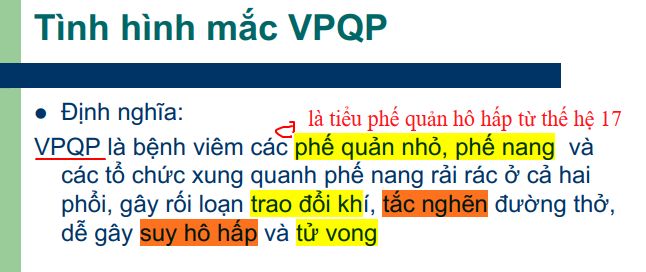 Tình hình mắc VPQP
● Định nghĩa:
là tiểu phế quản hô hấp từ thế hệ 17
VPQP là bệnh viêm các phế quản nhỏ, phế nang và
các tổ chức xung quanh phế nang rải rác ở cả hai
phổi, gây rối loạn trao đổi khí, tắc nghẽn đường thở,
dễ gây suy hô hấp và tử vong